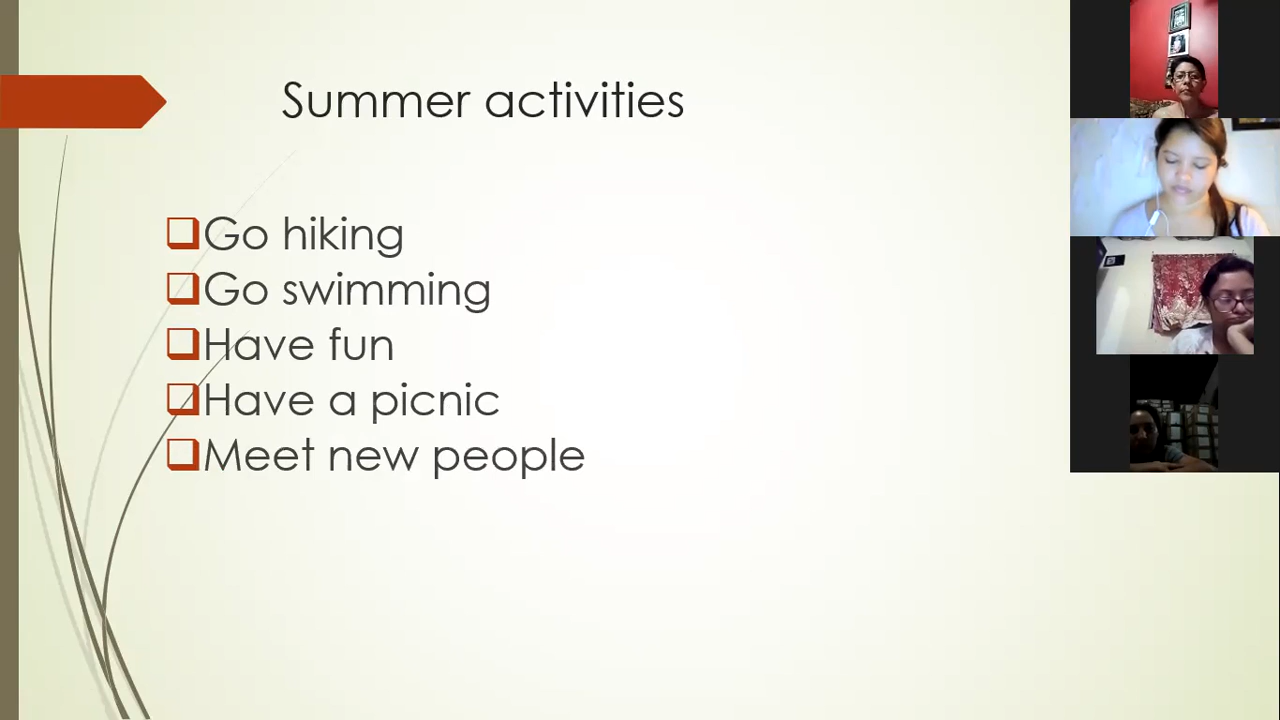 Summer activities
Go hiking
Go swimming
Have fun
Have a picnic
Meet new people